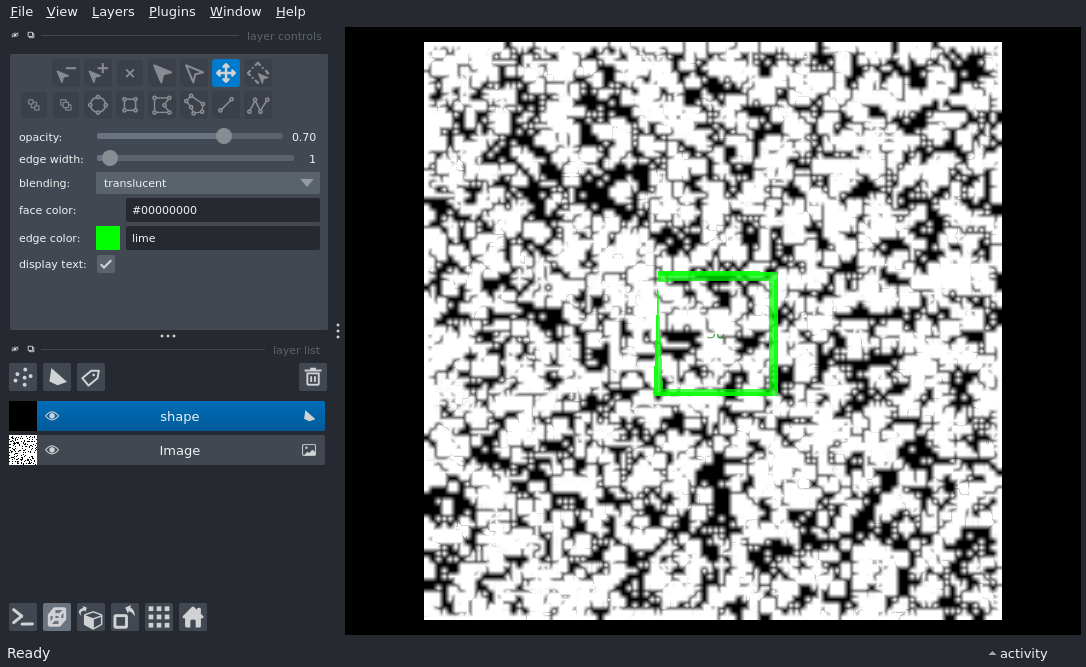 File View Layers Plugins Window Help
layer controls
opacity: 0.70
edge width: 1
blending: translucent
face color: #00000000
edge color: lime
display text:
layer list
shape
Image
Ready
activity